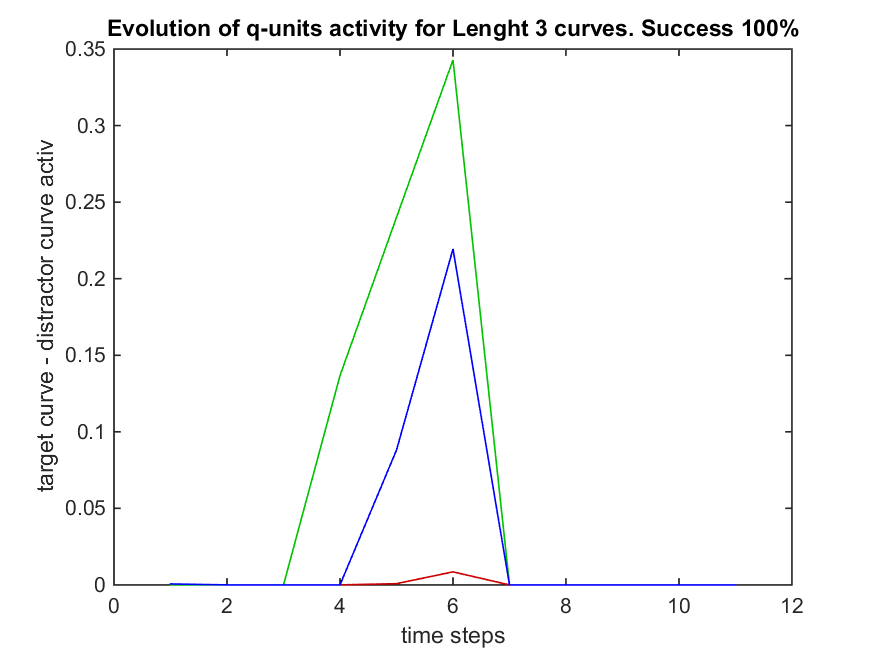 Evolution of q-units activity for Lenght 3 curves. Success 100%
target curve - distractor curve activ
0.35
0.3
0.25
0.2
0.15
0.1
0.05
0
0 2 4 6 8 10 12
time steps